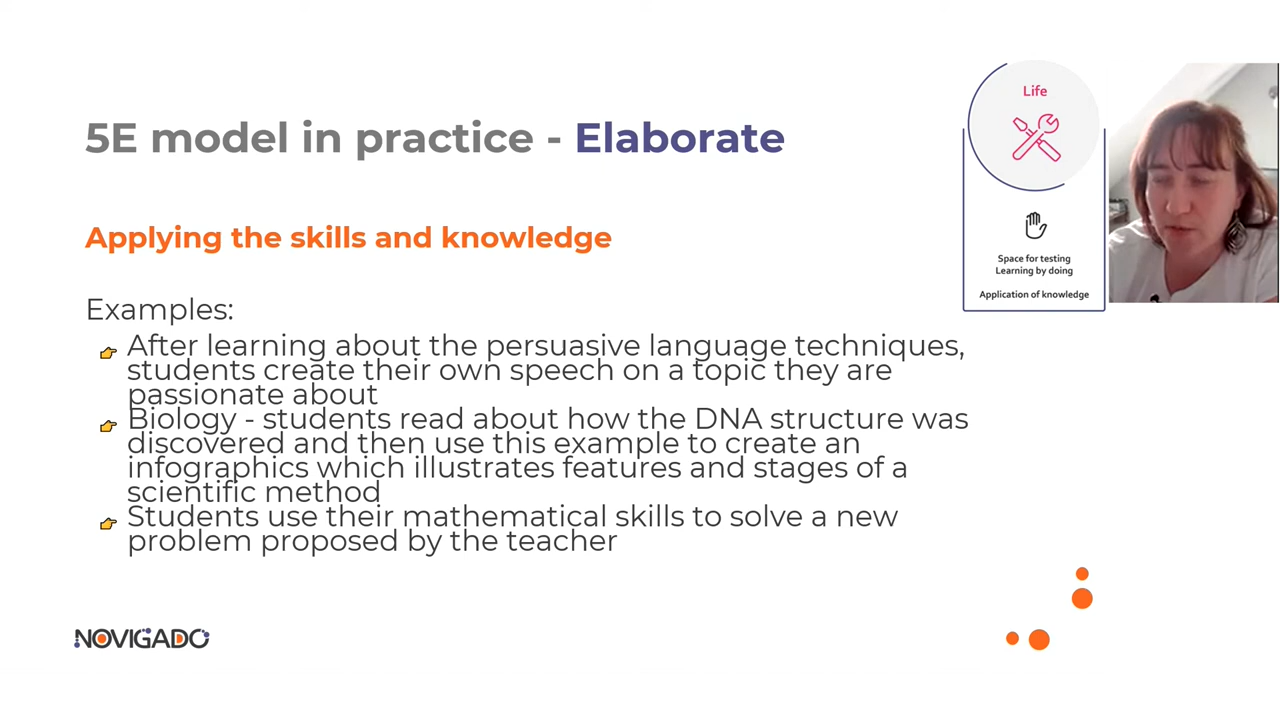 5E model in practice - Elaborate
Applying the skills and knowledge
Examples:
After learning about the persuasive language techniques,
students create their own speech on a topic they are
passionate about
Biology - students read about how the DNA structure was
discovered and then use this example to create an
infographics which illustrates features and stages of a
scientific method
Students use their mathematical skills to solve a new
problem proposed by the teacher
Life
Space for testing
Learning by doing
Application of knowledge
NOVIGADO